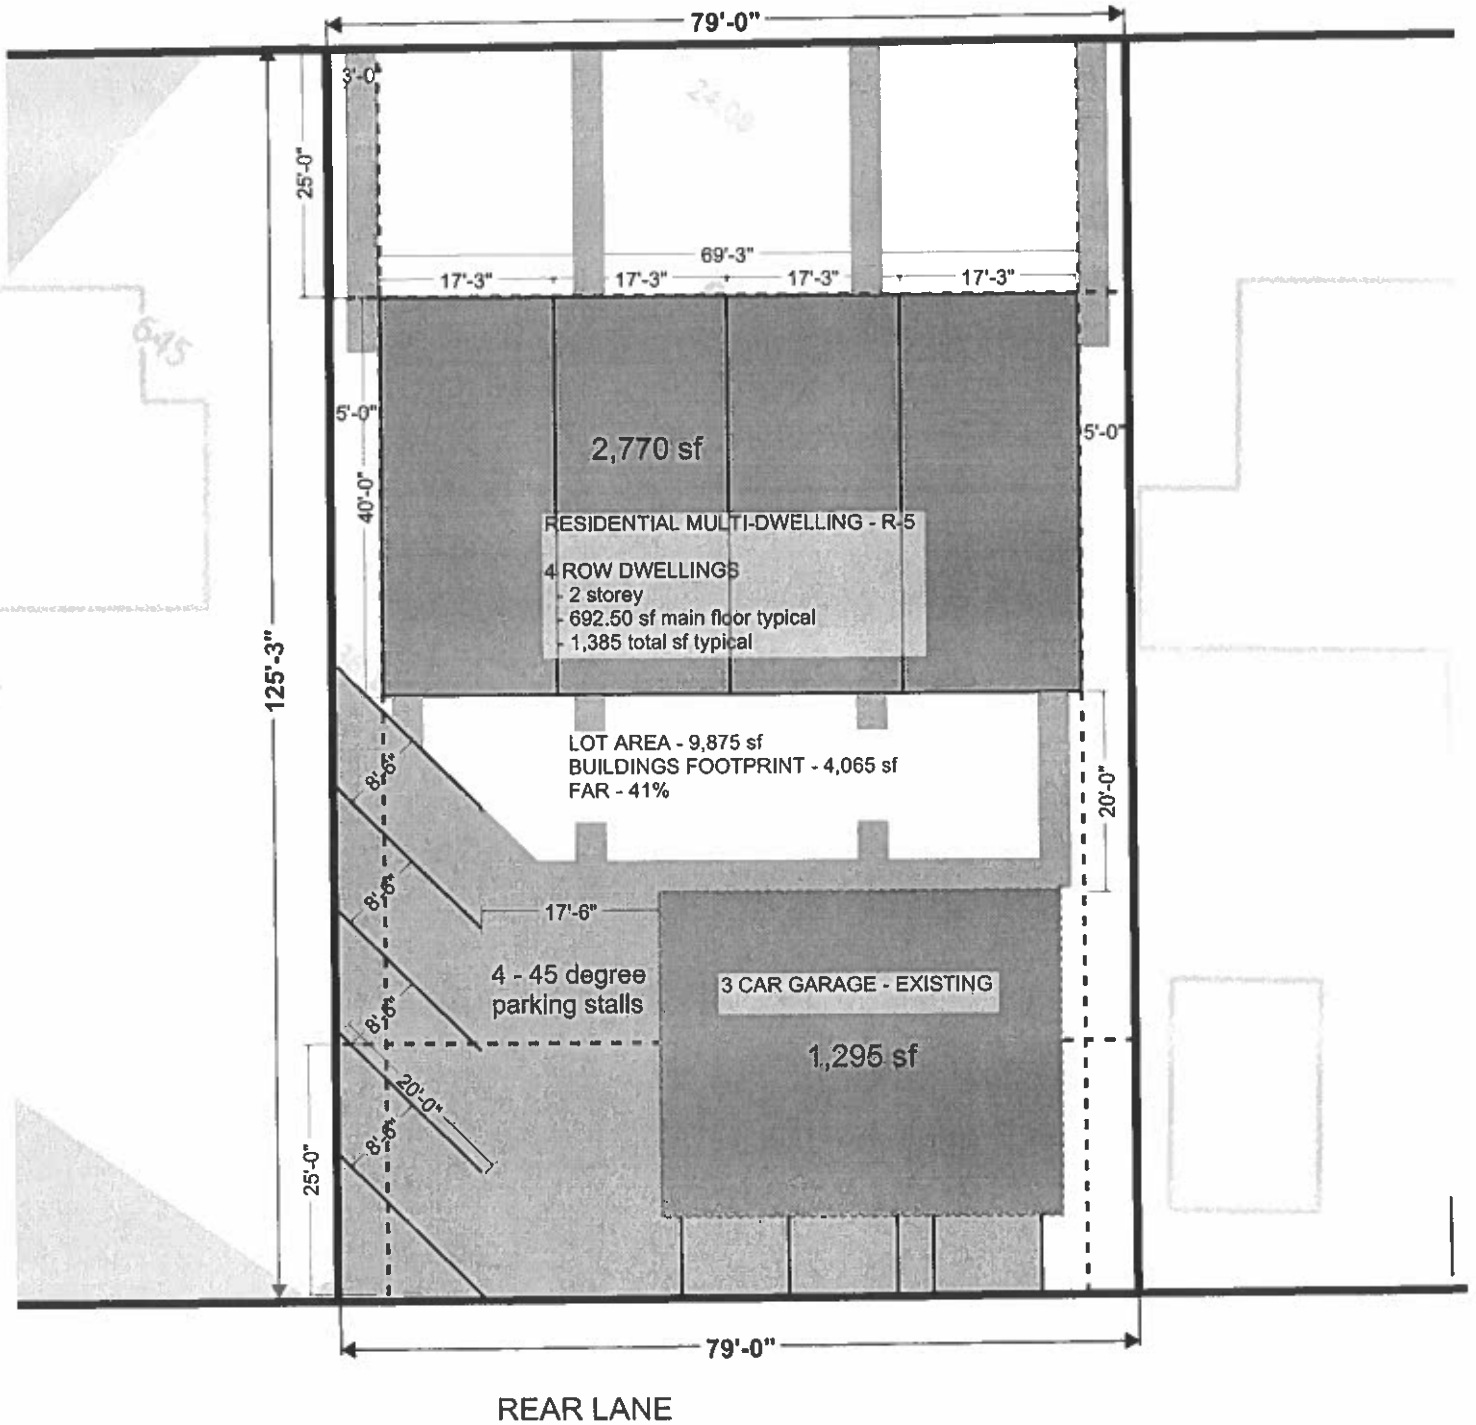 79'-0"
3'-0
24.08
25'-0"
69'-3"
17'-3"
17'-3"
17'-3"
17'-3"
6.45
5'-0"
5'-0"
2,770 sf
40'-0"
RESIDENTIAL MULTI-DWELLING - R-5
4 ROW DWELLINGS
- 2 storey
- 692.50 sf main floor typical
- 1,385 total sf typical
125'-3"
LOT AREA - 9,875 sf
BUILDINGS FOOTPRINT - 4,065 sf
FAR - 41%
8'-6"
20'-0"
8'-6"
17'-6"
4 - 45 degree
parking stalls
3 CAR GARAGE - EXISTING
8'-6"
1,295 sf
20'-0"
8'-6"
25'-0"
79'-0"
REAR LANE